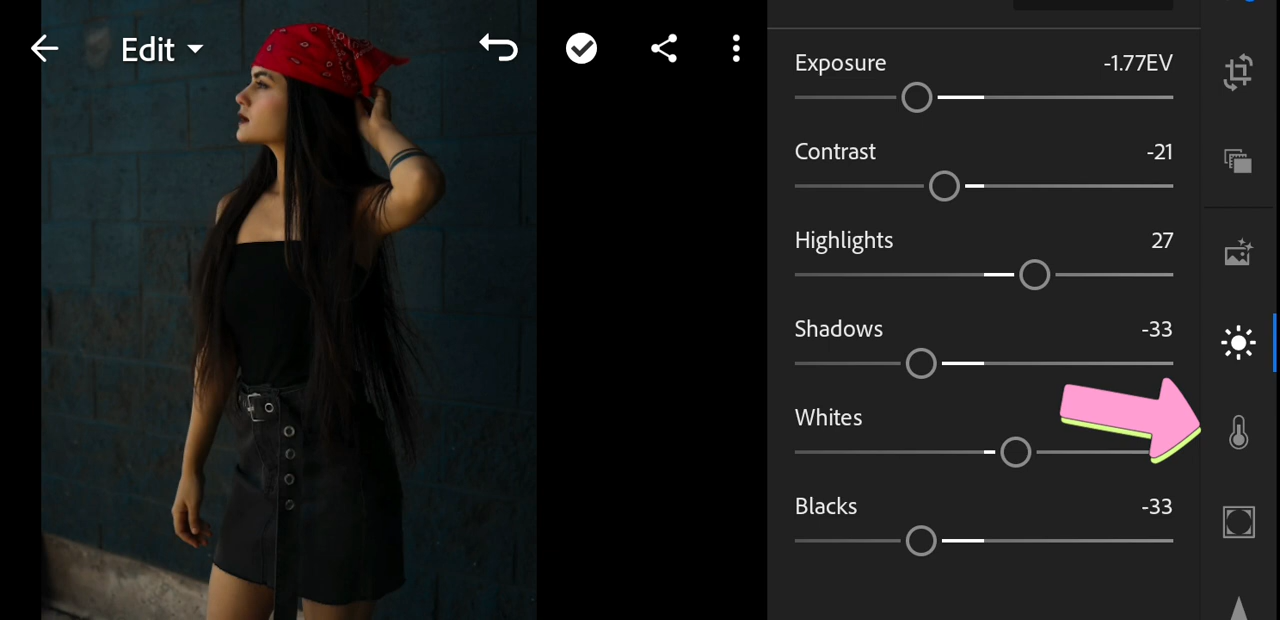 Edit
Exposure -1.77EV
Contrast -21
Highlights 27
Shadows -33
Whites
Blacks -33